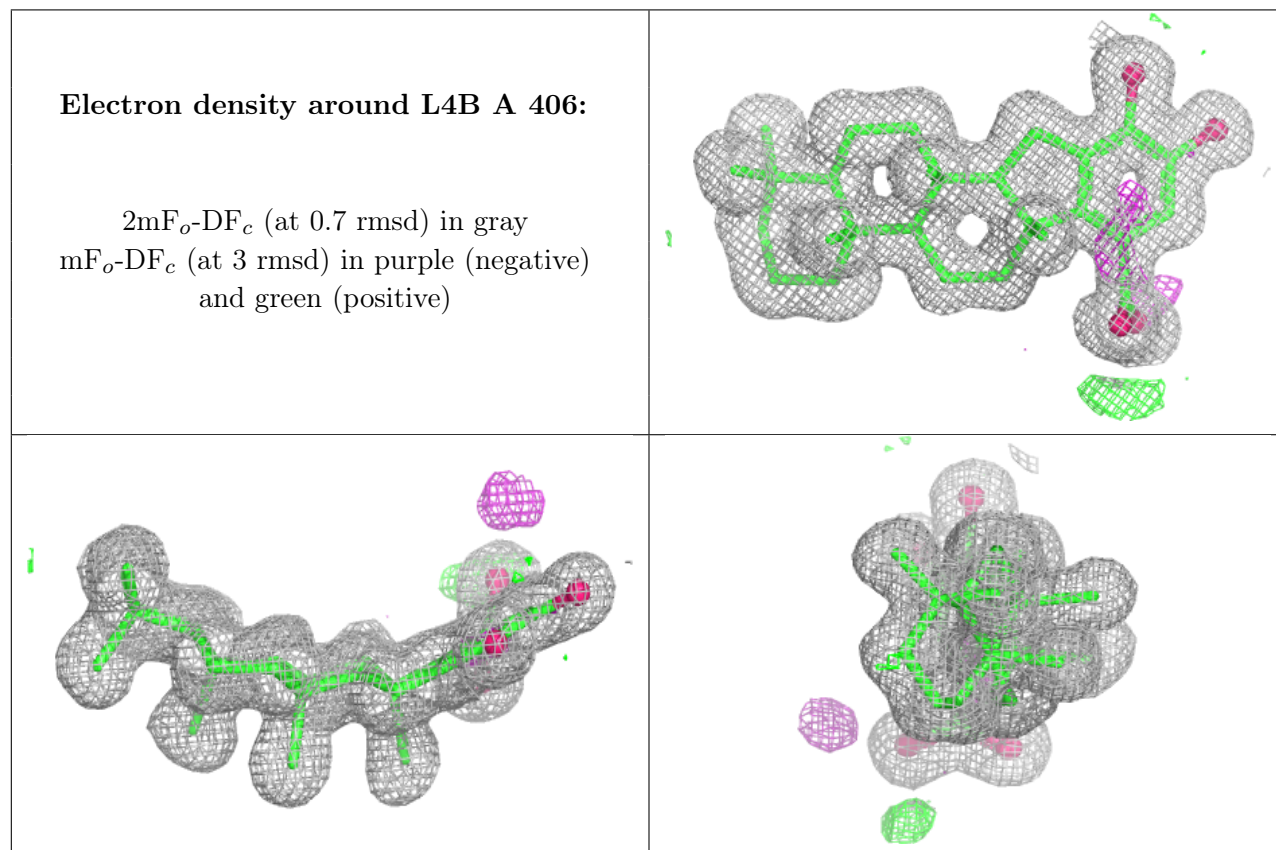 Electron density around L4B A 406:
2mFo-DFc (at 0.7 rmsd) in gray
mFo-DFc (at 3 rmsd) in purple (negative)
and green (positive)